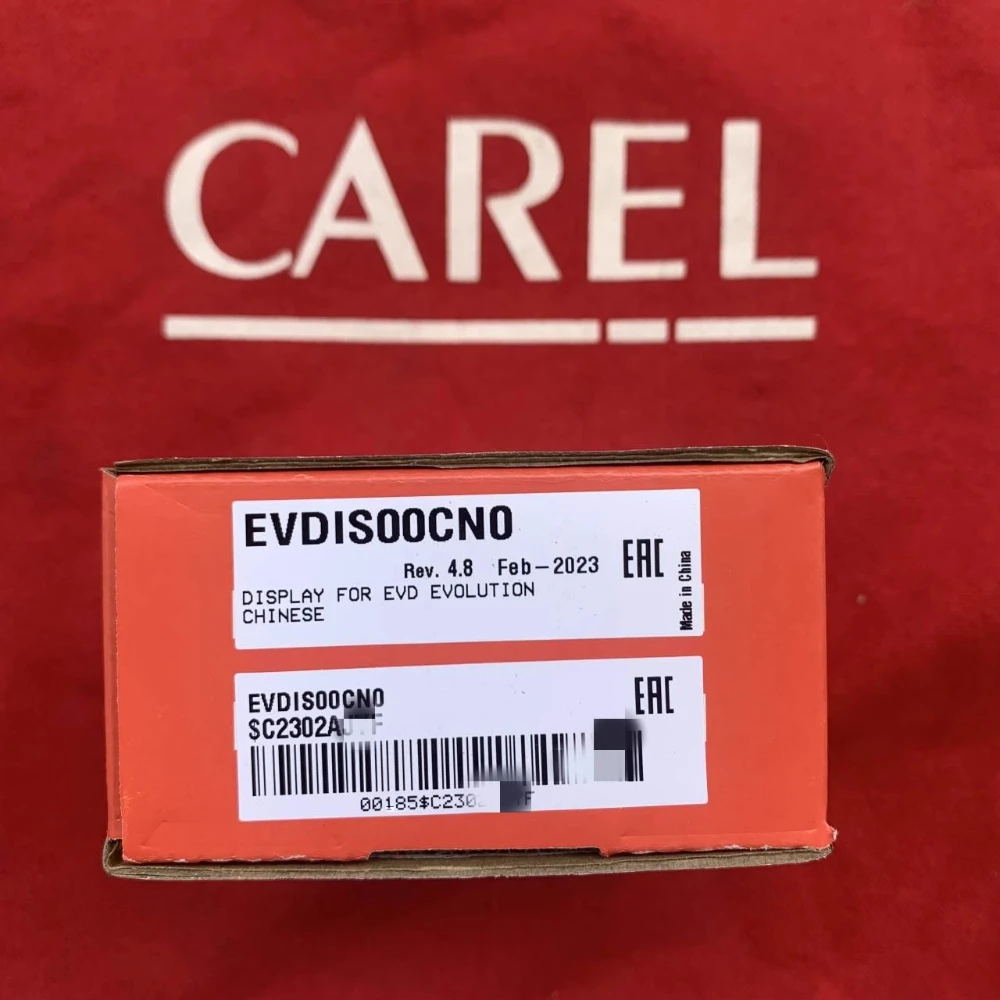 CAREL
EVDIS00CN0
Rev. 4.8 Feb-2023
EAC
Made in China
DISPLAY FOR EVD EVOLUTION
CHINESE
EVDIS00CN0
EAC